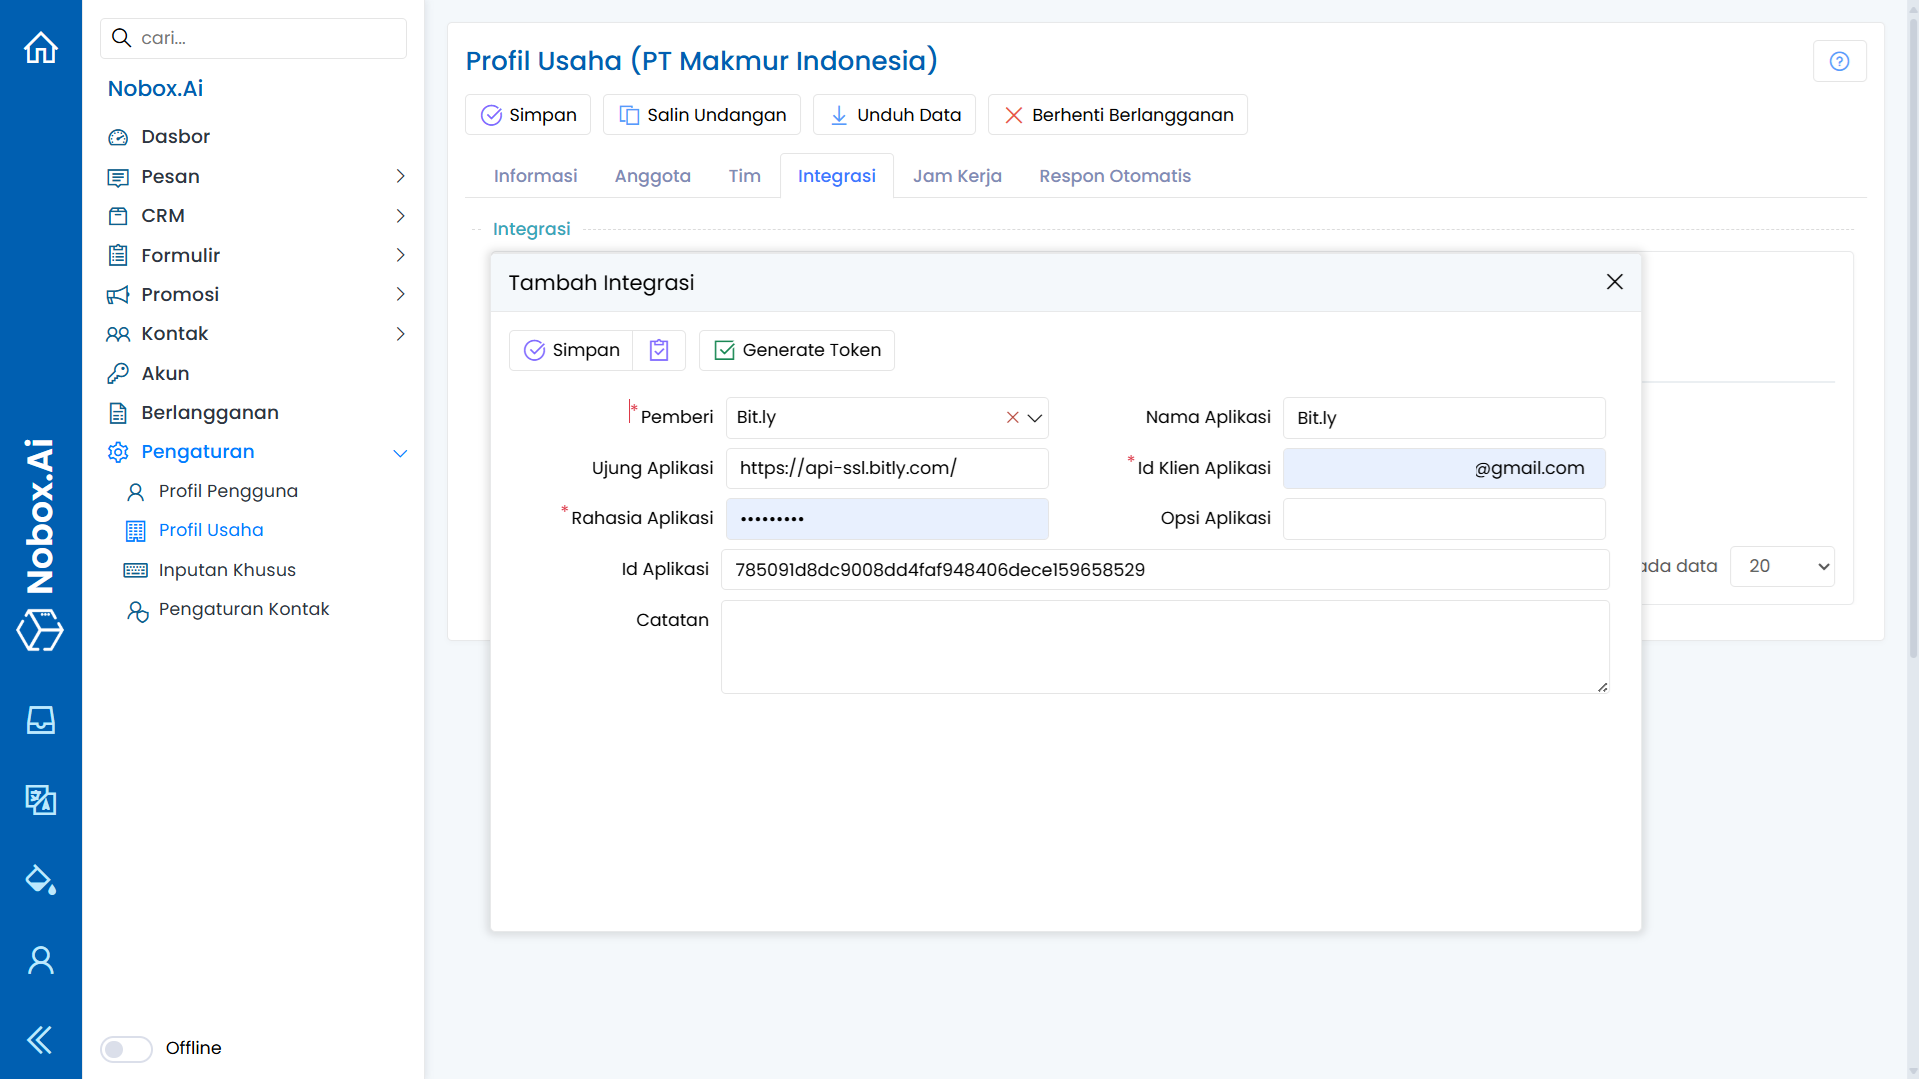 cari...
Nobox.Ai
Dasbor
Pesan
CRM
Formulir
Promosi
Kontak
Akun
Berlangganan
Pengaturan
Profil Pengguna
Profil Usaha
Inputan Khusus
Pengaturan Kontak
Offline
Nobox.Ai
Profil Usaha (PT Makmur Indonesia)
Simpan
Salin Undangan
Unduh Data
Berhenti Berlangganan
Informasi
Anggota
Tim
Integrasi
Jam Kerja
Respon Otomatis
Integrasi
Tambah Integrasi
Simpan
Generate Token
*Pemberi
Bit.ly
Nama Aplikasi
Bit.ly
Ujung Aplikasi
https://api-ssl.bitly.com/
*Id Klien Aplikasi
@gmail.com
*Rahasia Aplikasi
•••••••••
Opsi Aplikasi
Id Aplikasi
785091d8dc9008dd4faf948406dece159658529
Catatan
data
20